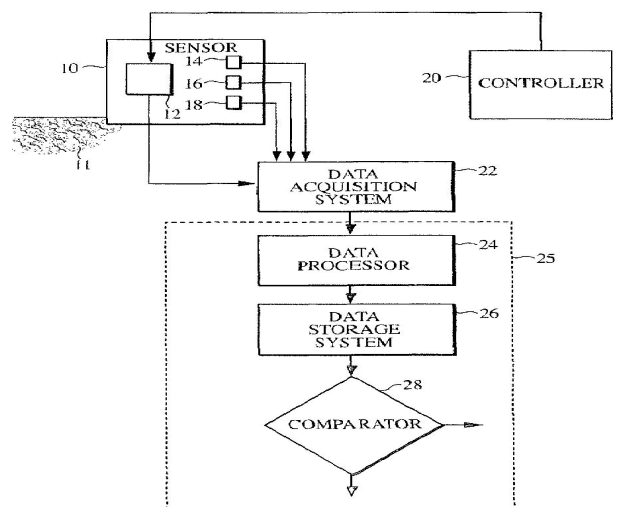 SENSOR
10
14
16
18
12
11
20
CONTROLLER
DATA
ACQUISITION
SYSTEM
22
DATA
PROCESSOR
24
25
DATA
STORAGE
SYSTEM
26
28
COMPARATOR